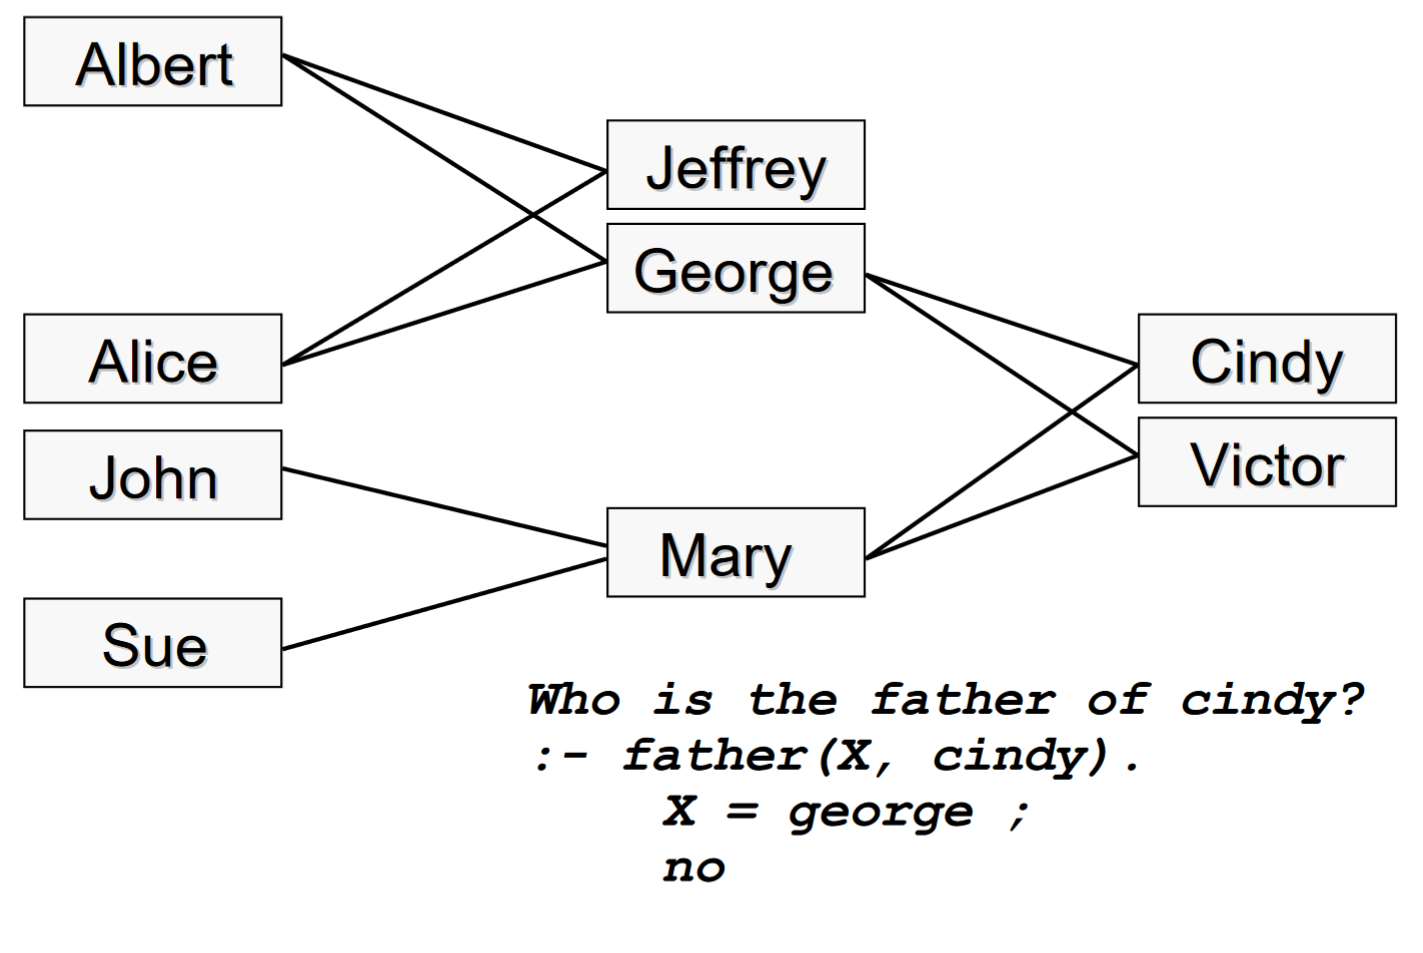 Albert
Jeffrey
George
Alice
Cindy
John
Victor
Mary
Sue
Who is the father of cindy?
:- father(X, cindy).
X = george ;
no